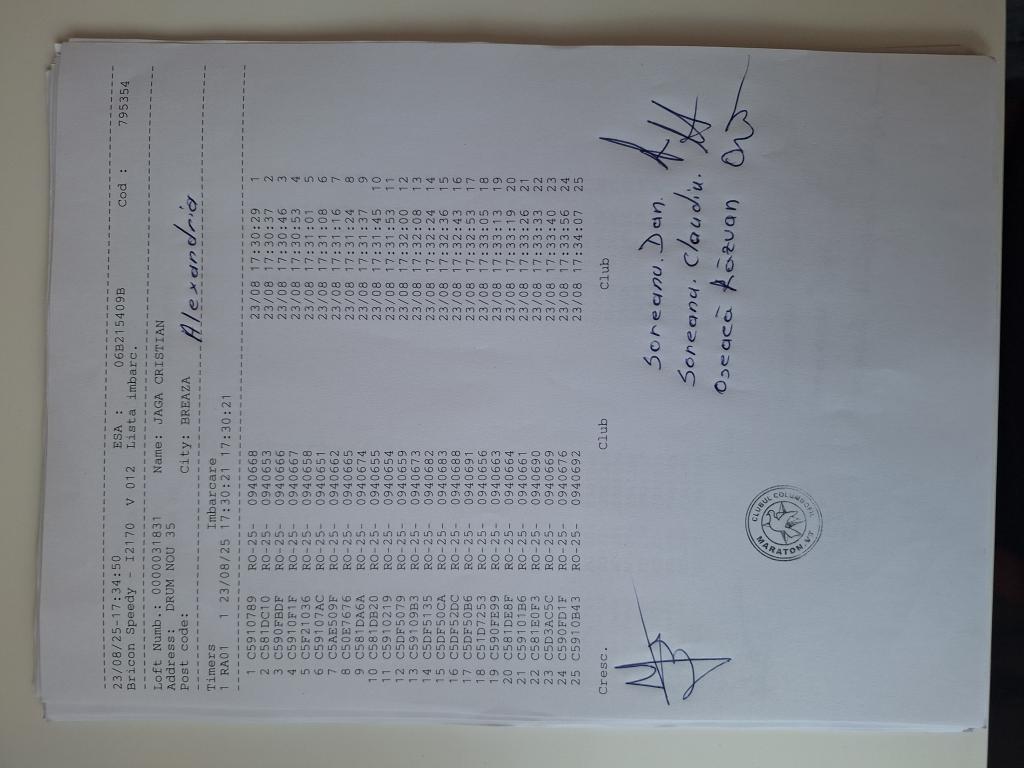 23/08/25-17:34:50 ESA : 06B215409B Cod : 795354
Bricon Speedy - I2170 V 012 Lista imbarc.
Loft Numb.: 0000031831 Name: JAGA CRISTIAN
Address: DRUM NOU 35
Post code: City: BREAZA Alexandria
Timers Imbarcare
1 RA01 1 23/08/25 17:30:21 17:30:21
1 C5910789 RO-25- 0940668 23/08 17:30:29 1
2 C581DC10 RO-25- 0940653 23/08 17:30:37 2
3 C590FBDF RO-25- 0940666 23/08 17:30:46 3
4 C5910F1F RO-25- 0940667 23/08 17:30:53 4
5 C5F21036 RO-25- 0940658 23/08 17:31:01 5
6 C59107AC RO-25- 0940651 23/08 17:31:08 6
7 C5AE509F RO-25- 0940662 23/08 17:31:16 7
8 C50E7676 RO-25- 0940665 23/08 17:31:24 8
9 C581DA6A RO-25- 0940674 23/08 17:31:37 9
10 C581DB20 RO-25- 0940655 23/08 17:31:45 10
11 C5910219 RO-25- 0940654 23/08 17:31:53 11
12 C5DF5079 RO-25- 0940659 23/08 17:32:00 12
13 C59109B3 RO-25- 0940673 23/08 17:32:08 13
14 C5DF5135 RO-25- 0940682 23/08 17:32:24 14
15 C5DF50CA RO-25- 0940683 23/08 17:32:36 15
16 C5DF52DC RO-25- 0940688 23/08 17:32:43 16
17 C5DF50B6 RO-25- 0940691 23/08 17:32:53 17
18 C51D7253 RO-25- 0940656 23/08 17:33:05 18
19 C590FE99 RO-25- 0940663 23/08 17:33:13 19
20 C581DE8F RO-25- 0940664 23/08 17:33:19 20
21 C59101B6 RO-25- 0940661 23/08 17:33:26 21
22 C581E0F3 RO-25- 0940690 23/08 17:33:33 22
23 C5D3AC5C RO-25- 0940669 23/08 17:33:40 23
24 C590FD1F RO-25- 0940676 23/08 17:33:56 24
25 C5910B43 RO-25- 0940692 23/08 17:34:07 25
Cresc. Club Club
Soreanu. Dan.
Soreanu. Claudiu.
Oseacă Răzvan
CLUBUL COLUMBOFIL
MARATON.VT